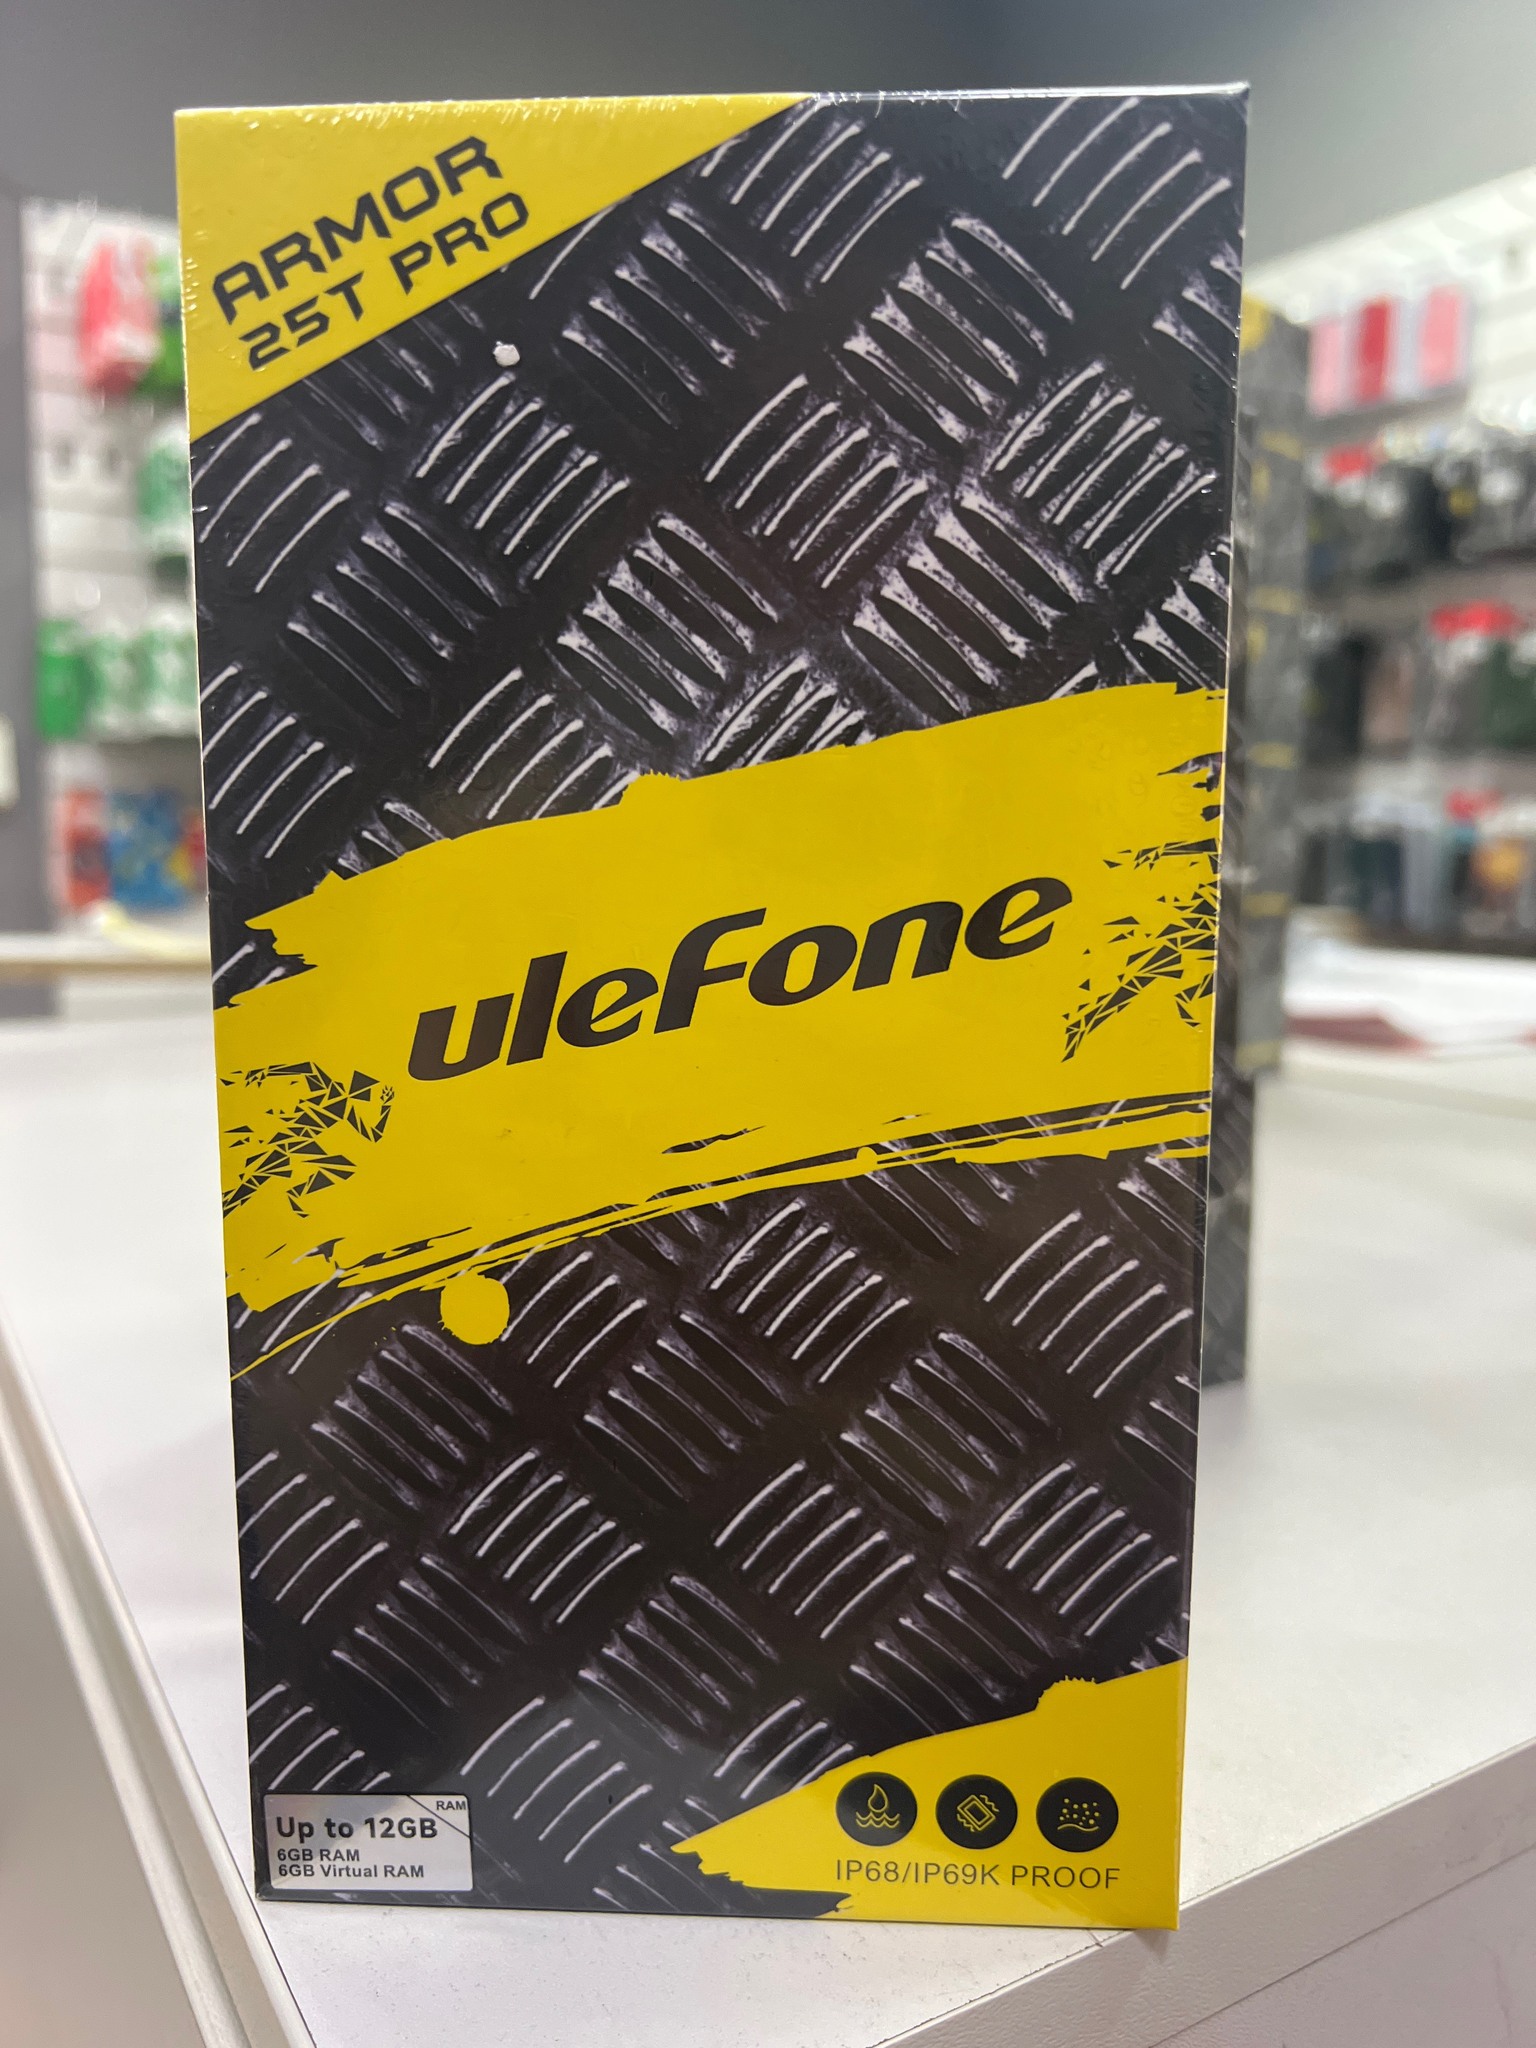 ARMOR
25T PRO
ulefone
RAM
Up to 12GB
6GB RAM
6GB Virtual RAM
IP68/IP69K PROOF